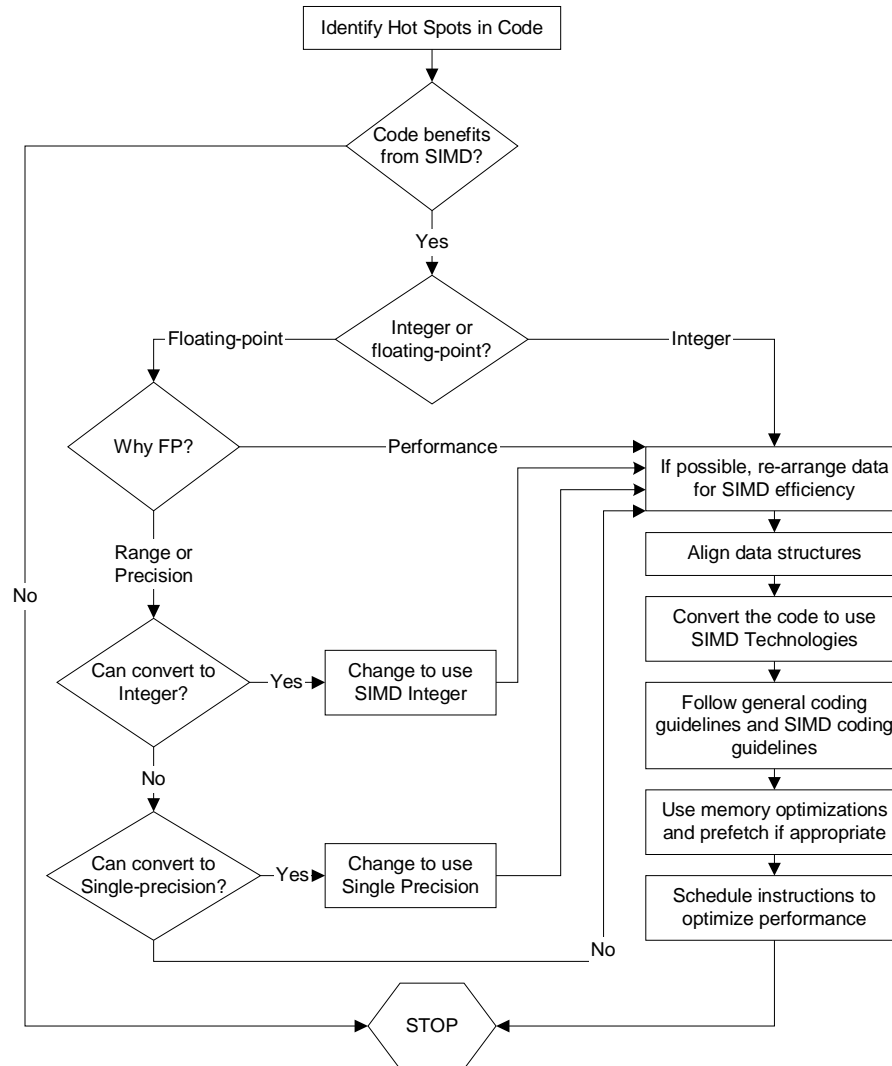 Identify Hot Spots in Code
Code benefits
from SIMD?
Yes
Integer or
floating-point?
Floating-point
Integer
Why FP?
Performance
If possible, re-arrange data
for SIMD efficiency
Range or
Precision
Align data structures
No
Convert the code to use
SIMD Technologies
Can convert to
Integer?
Yes
Change to use
SIMD Integer
Follow general coding
guidelines and SIMD coding
guidelines
No
Use memory optimizations
and prefetch if appropriate
Can convert to
Single-precision?
Yes
Change to use
Single Precision
Schedule instructions to
optimize performance
No
STOP